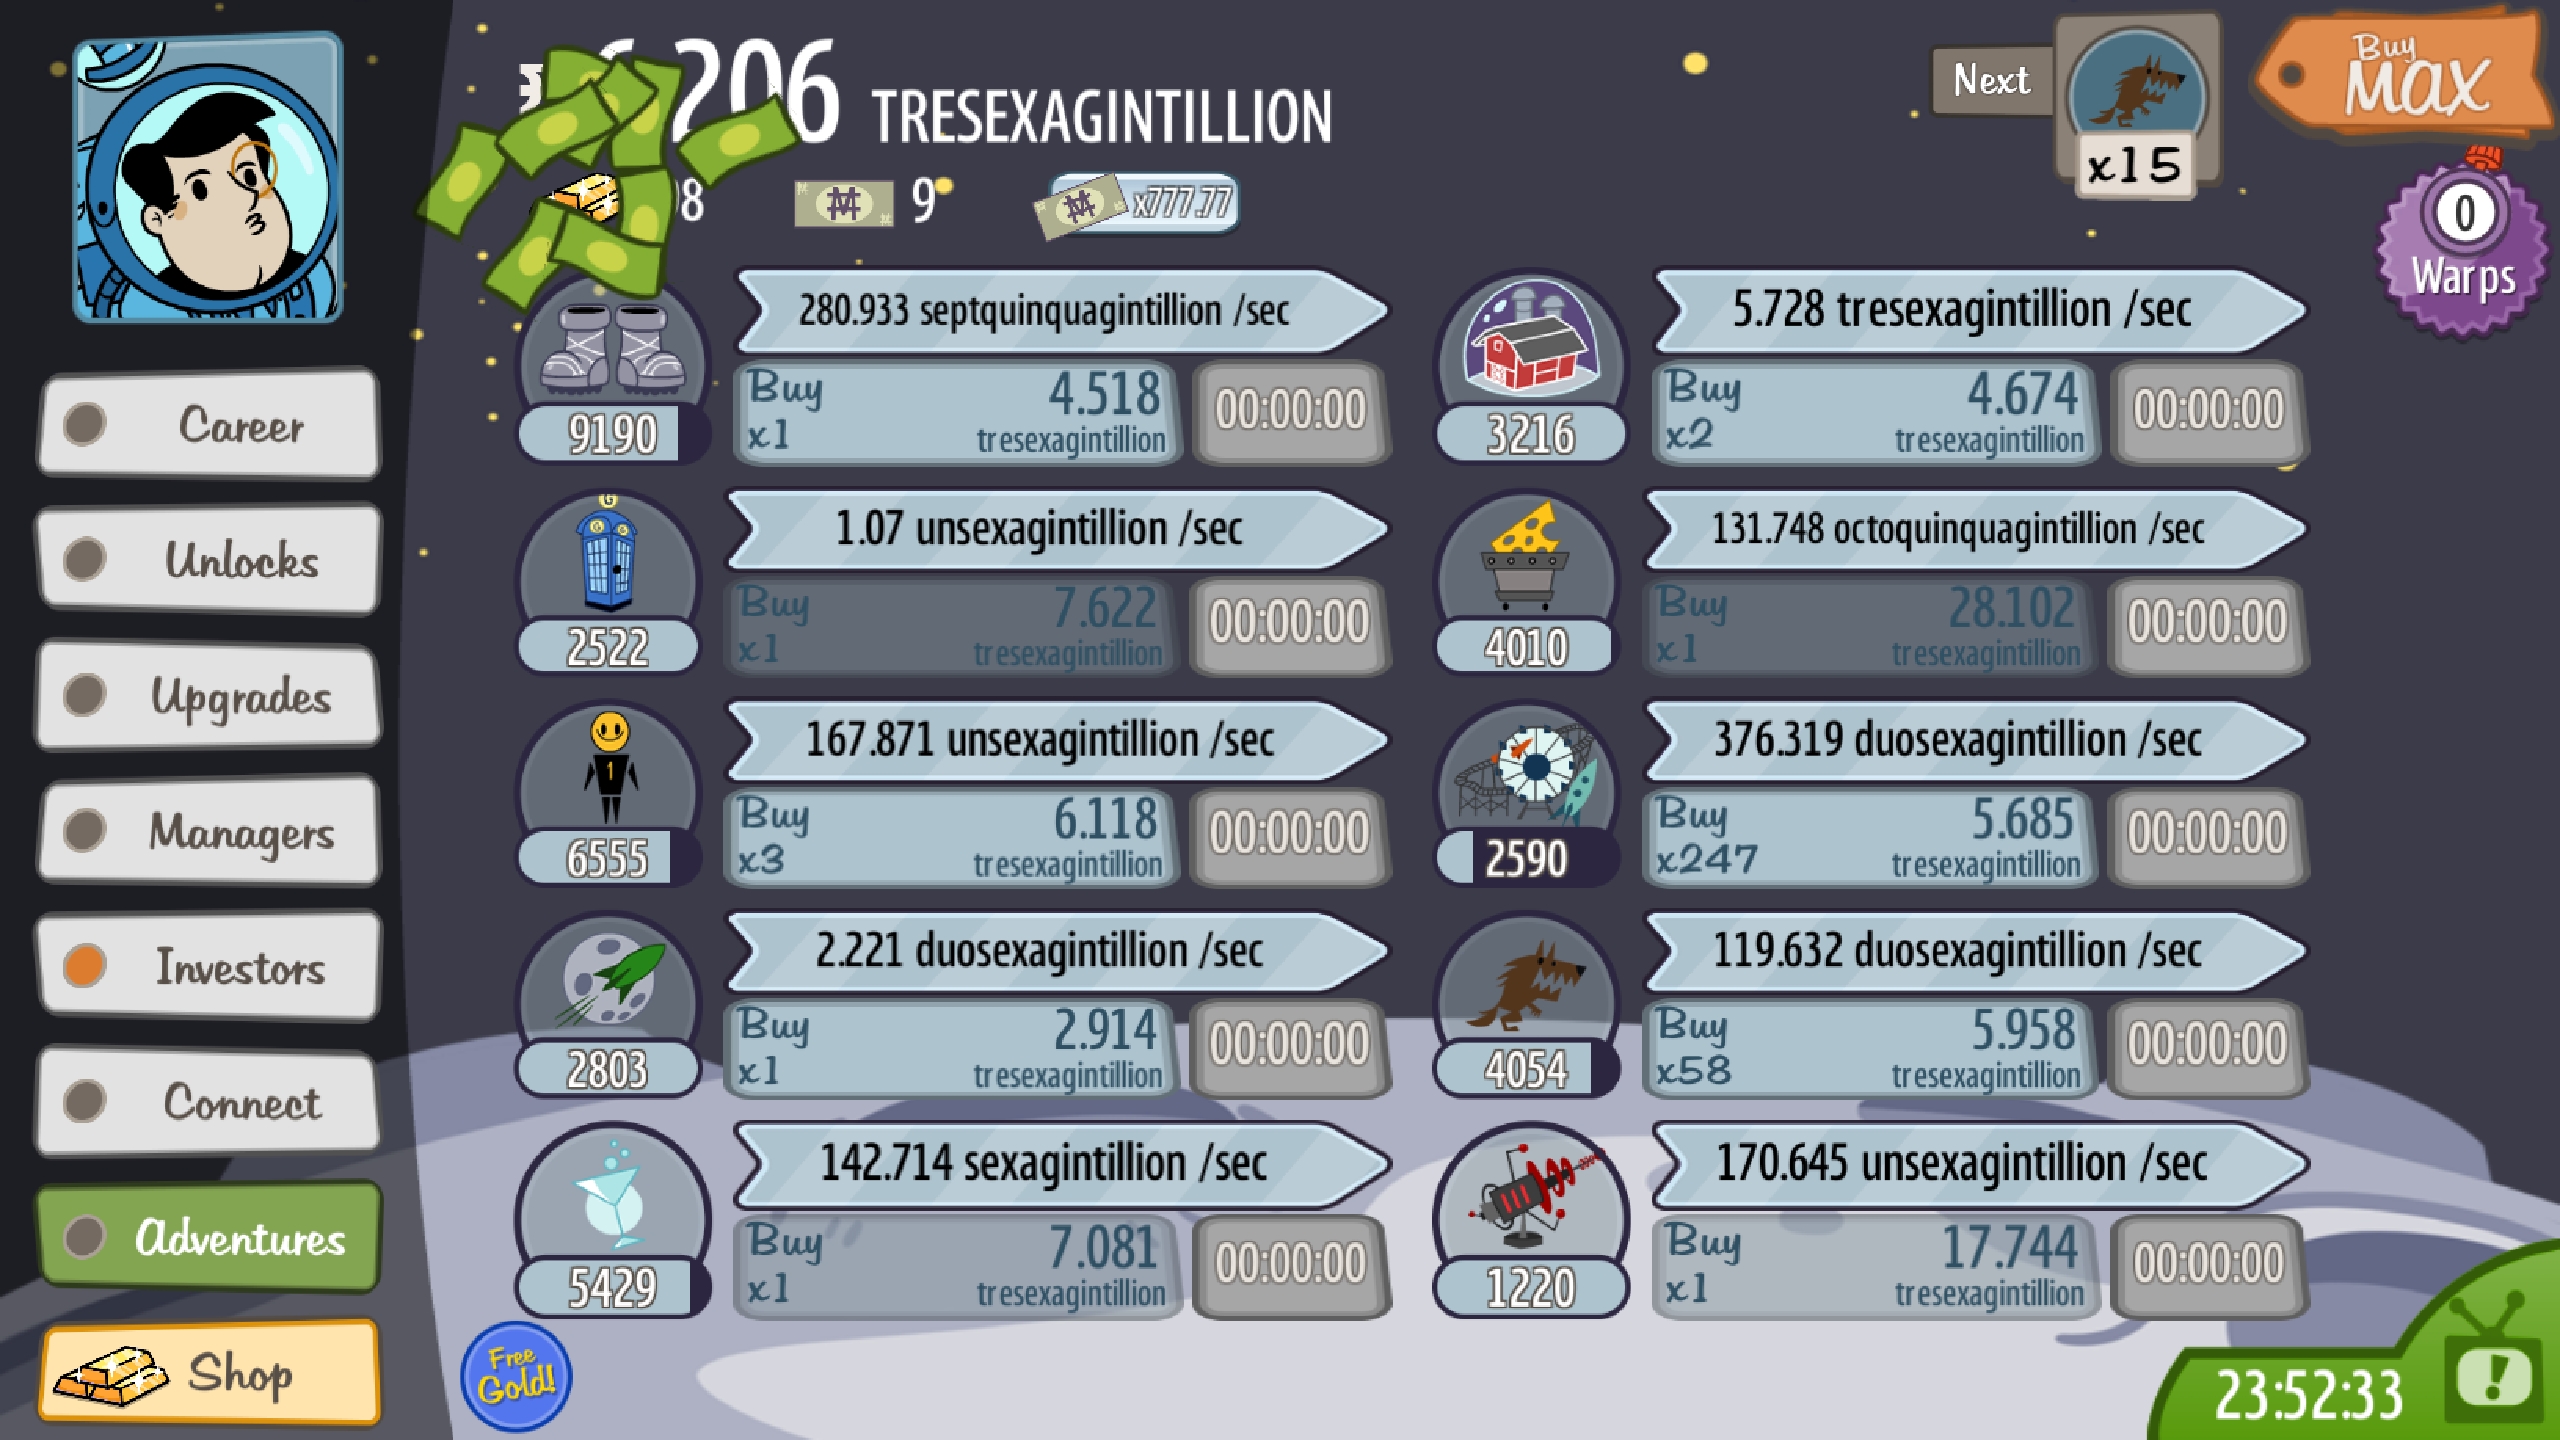 206 TRESEXAGINTILLION
Next
x15
Buy
MAX
8
9
x777.77
0
Warps
Career
Unlocks
Upgrades
Managers
Investors
Connect
Adventures
Shop
280.933 septquinquagintillion /sec
Buy 4.518
x1 tresexagintillion
00:00:00
9190
5.728 tresexagintillion /sec
Buy 4.674
x2 tresexagintillion
00:00:00
3216
1.07 unsexagintillion /sec
Buy 7.622
x1 tresexagintillion
00:00:00
2522
131.748 octoquinquagintillion /sec
Buy 28.102
x1 tresexagintillion
00:00:00
4010
167.871 unsexagintillion /sec
Buy 6.118
x3 tresexagintillion
00:00:00
1
6555
376.319 duosexagintillion /sec
Buy 5.685
x247 tresexagintillion
00:00:00
2590
2.221 duosexagintillion /sec
Buy 2.914
x1 tresexagintillion
00:00:00
2803
119.632 duosexagintillion /sec
Buy 5.958
x58 tresexagintillion
00:00:00
4054
142.714 sexagintillion /sec
Buy 7.081
x1 tresexagintillion
00:00:00
5429
170.645 unsexagintillion /sec
Buy 17.744
x1 tresexagintillion
00:00:00
1220
Free
Gold!
23:52:33
!